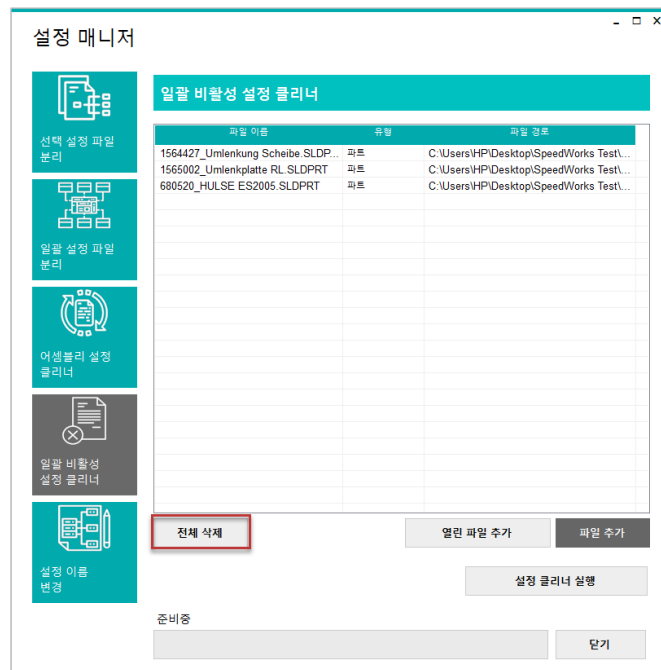 설정 매니저
선택 설정 파일
분리
일괄 설정 파일
분리
어셈블리 설정
클리너
일괄 비활성
설정 클리너
설정 이름
변경
일괄 비활성 설정 클리너
파일 이름 유형 파일 경로
1564427_Umlenkung Scheibe.SLDP... 파트 C:\Users\HP\Desktop\SpeedWorks Test\...
1565002_Umlenkplatte RL.SLDPRT 파트 C:\Users\HP\Desktop\SpeedWorks Test\...
680520_HULSE ES2005.SLDPRT 파트 C:\Users\HP\Desktop\SpeedWorks Test\...
전체 삭제 열린 파일 추가 파일 추가
설정 클리너 실행
준비중
닫기